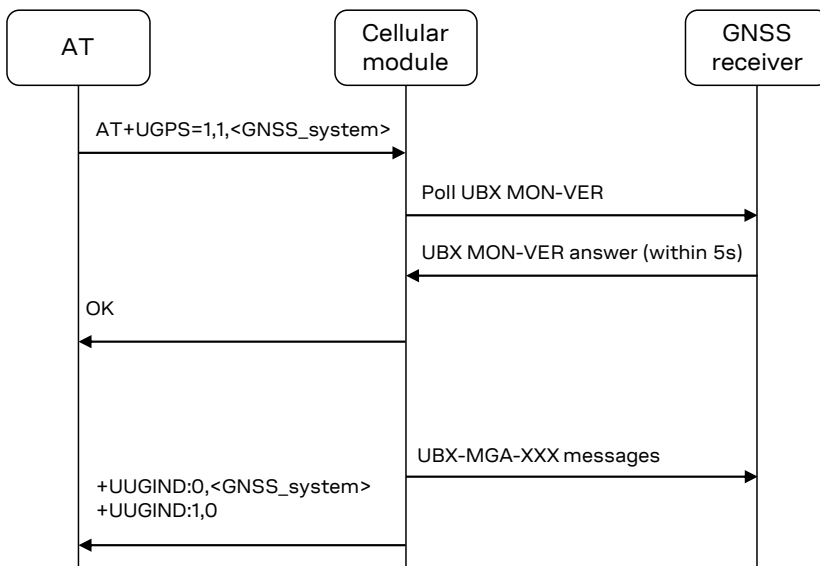 AT
Cellular
module
GNSS
receiver
AT+UGPS=1,1,<GNSS_system>
Poll UBX MON-VER
UBX MON-VER answer (within 5s)
OK
UBX-MGA-XXX messages
+UUGIND:0,<GNSS_system>
+UUGIND:1,0